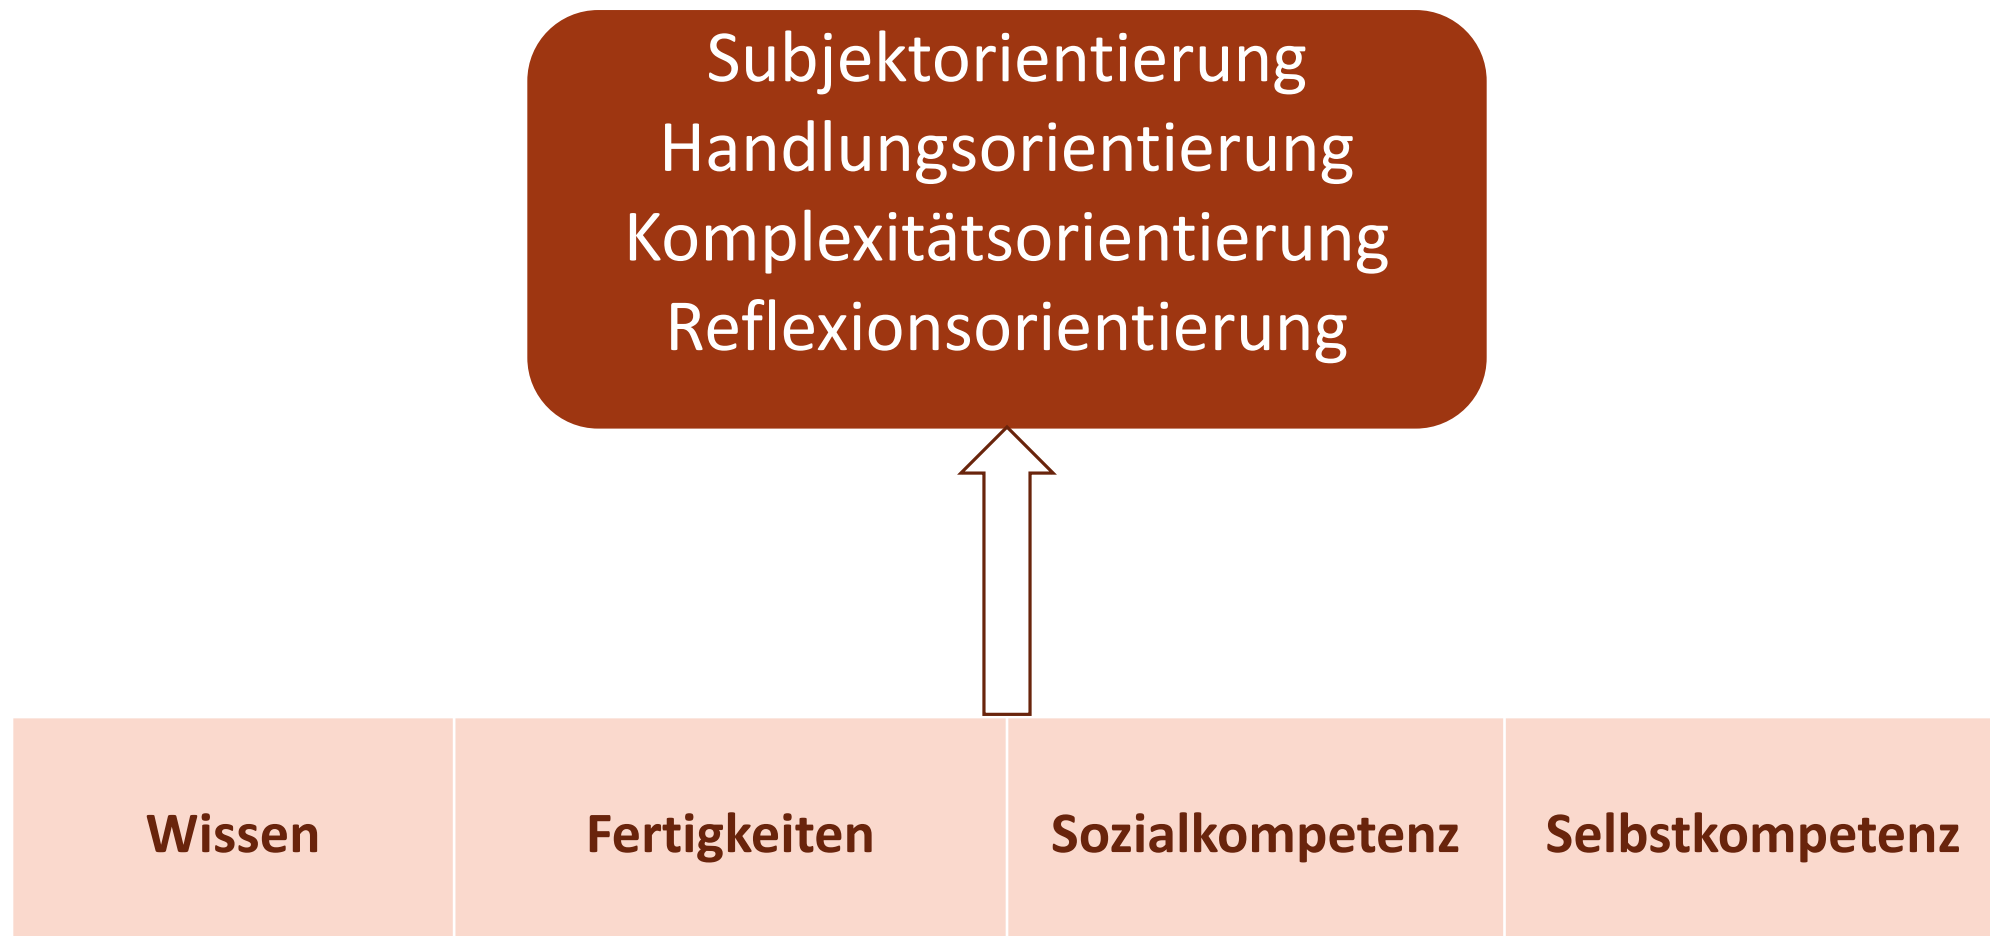 Subjektorientierung
Handlungsorientierung
Komplexitätsorientierung
Reflexionsorientierung
Wissen
Fertigkeiten
Sozialkompetenz
Selbstkompetenz